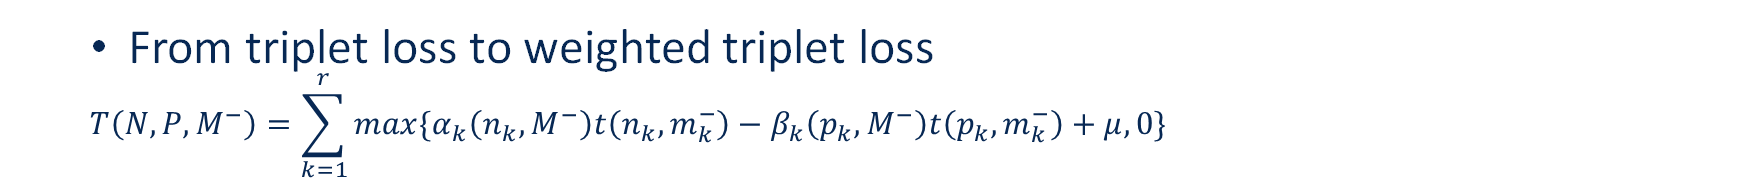 • From triplet loss to weighted triplet loss
T(N, P, M⁻) = ∑_{k=1}^{r} max{α_k(n_k, M⁻)t(n_k, m_k⁻) − β_k(p_k, M⁻)t(p_k, m_k⁻) + μ, 0}